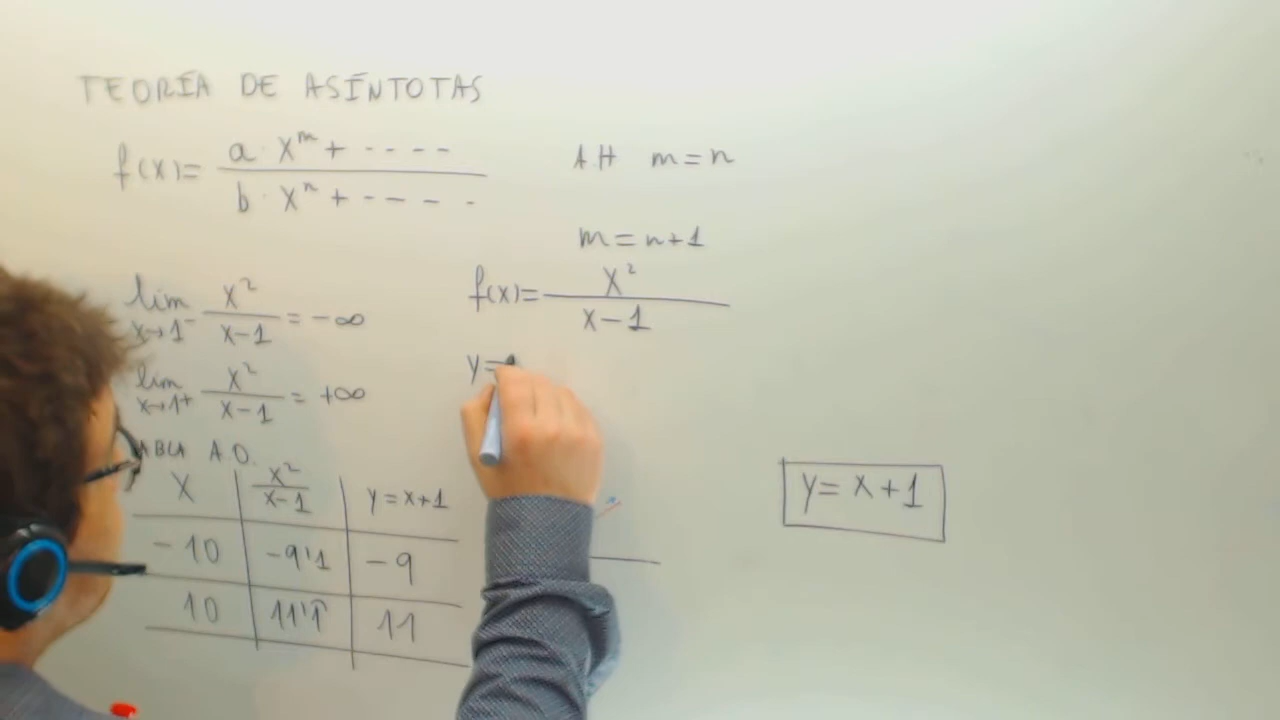 TEORÍA DE ASÍNTOTAS
f(x)= a · x^m + ---- / b · x^n + ----
A H m=n
m=n+1
f(x)= x² / x-1
lim x→1⁻ x² / x-1 = -∞
lim x→1⁺ x² / x-1 = +∞
y=
ABLA A.O.
x | x² / x-1 | y=x+1
-10 | -9'1 | -9
10 | 11'1 | 11
y= x+1